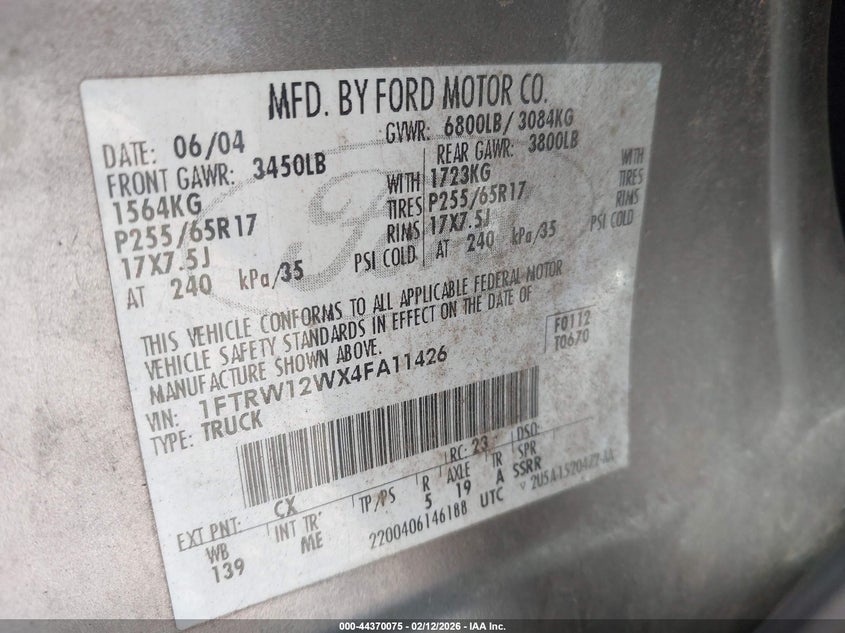 MFD. BY FORD MOTOR CO.
DATE: 06/04 GVWR: 6800LB/ 3084KG
FRONT GAWR: 3450LB REAR GAWR: 3800LB
1564KG WITH 1723KG WITH
P255/65R17 TIRES P255/65R17 TIRES
17X7.5J RIMS 17X7.5J RIMS
AT 240 kPa/35 PSI COLD AT 240 kPa/35 PSI COLD
THIS VEHICLE CONFORMS TO ALL APPLICABLE FEDERAL MOTOR
VEHICLE SAFETY STANDARDS IN EFFECT ON THE DATE OF
MANUFACTURE SHOWN ABOVE.
F0112
T0670
VIN: 1FTRW12WX4FA11426
TYPE: TRUCK
EXT PNT: CX RC: 23 DSO:
WB INT TR TP/PS R AXLE TR SPR
139 ME 5 19 A SSRR
2200406146188 UTC
000-44370075 - 02/12/2026 - IAA Inc.